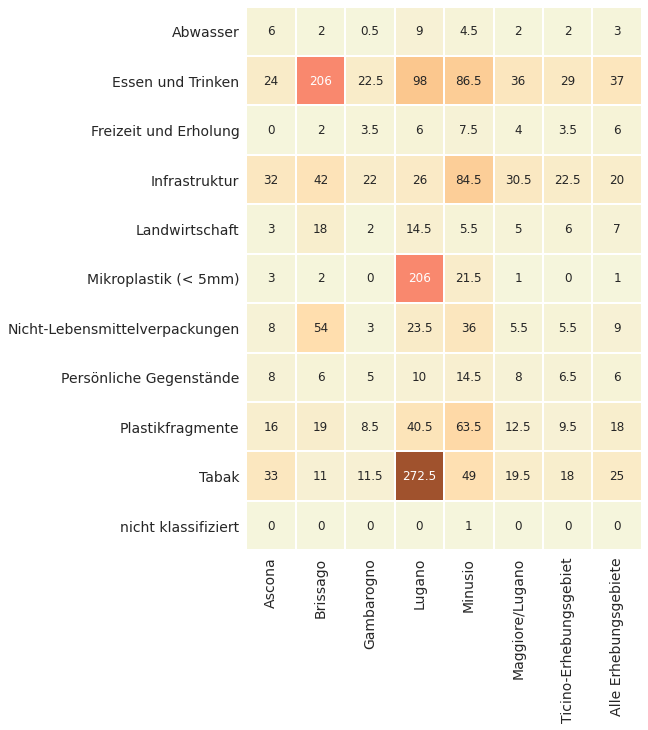 Abwasser 6 2 0.5 9 4.5 2 2 3
Essen und Trinken 24 206 22.5 98 86.5 36 29 37
Freizeit und Erholung 0 2 3.5 6 7.5 4 3.5 6
Infrastruktur 32 42 22 26 84.5 30.5 22.5 20
Landwirtschaft 3 18 2 14.5 5.5 5 6 7
Mikroplastik (< 5mm) 3 2 0 206 21.5 1 0 1
Nicht-Lebensmittelverpackungen 8 54 3 23.5 36 5.5 5.5 9
Persönliche Gegenstände 8 6 5 10 14.5 8 6.5 6
Plastikfragmente 16 19 8.5 40.5 63.5 12.5 9.5 18
Tabak 33 11 11.5 272.5 49 19.5 18 25
nicht klassifiziert 0 0 0 0 1 0 0 0
Ascona
Brissago
Gambarogno
Lugano
Minusio
Maggiore/Lugano
Ticino-Erhebungsgebiet
Alle Erhebungsgebiete